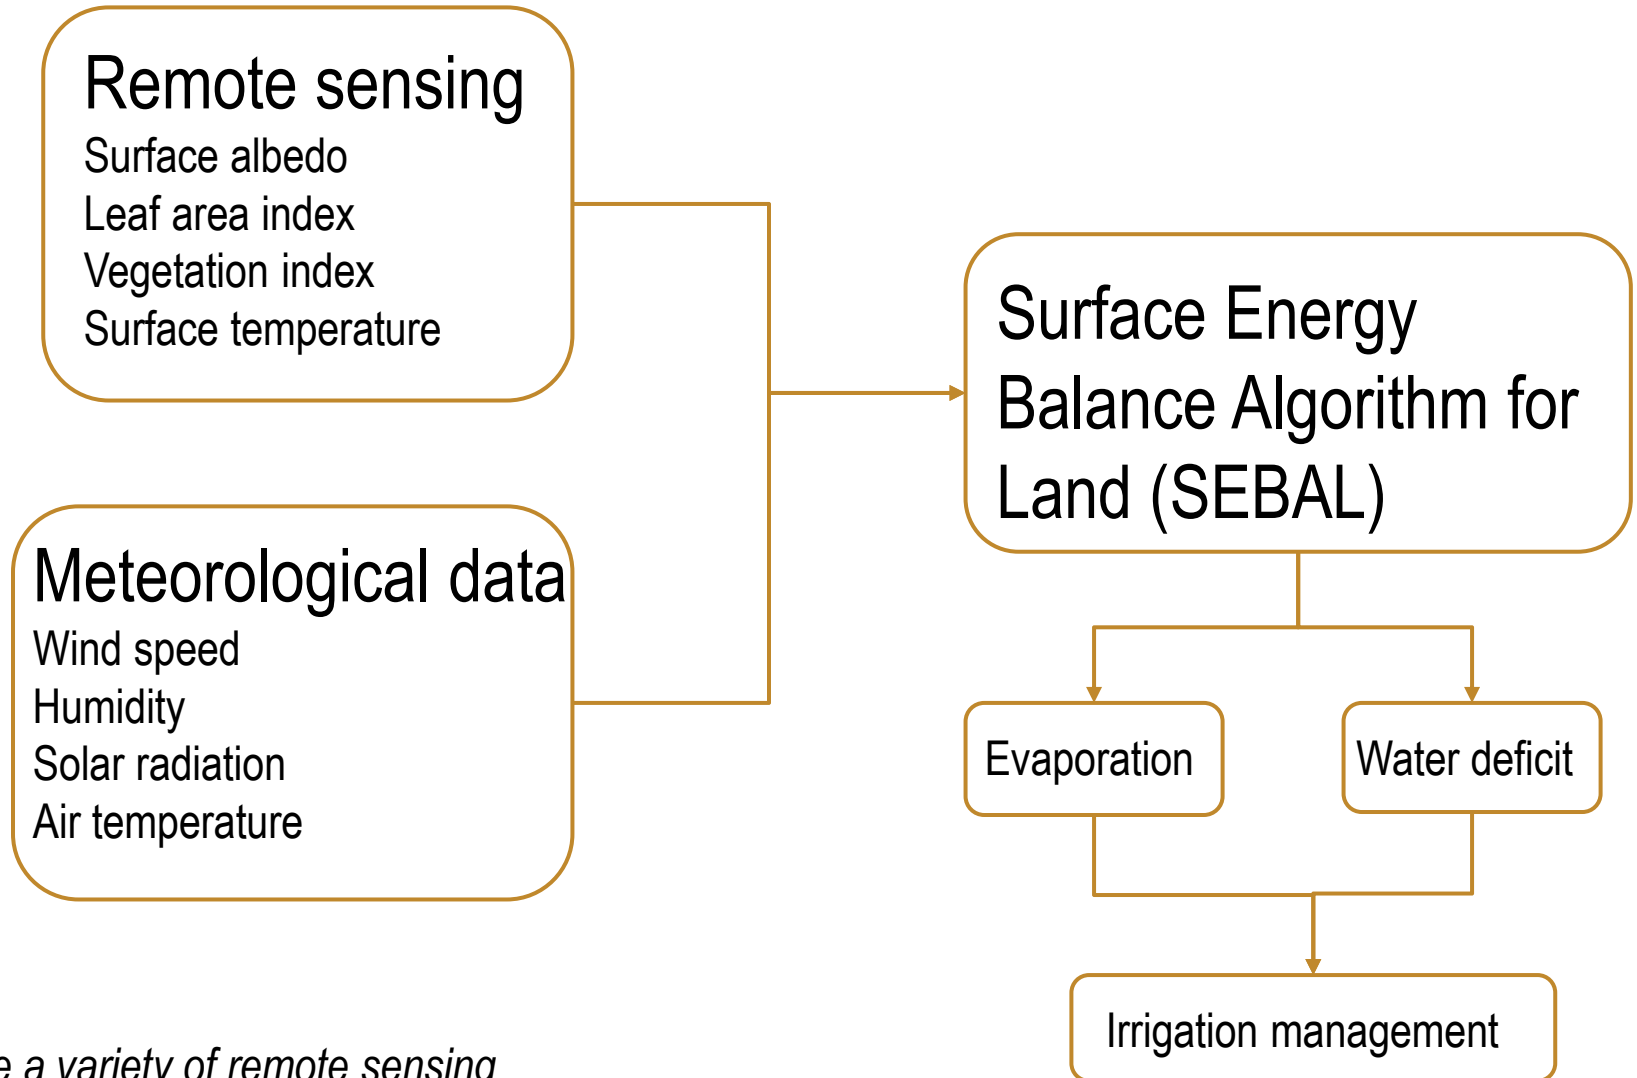 Remote sensing
Surface albedo
Leaf area index
Vegetation index
Surface temperature
Meteorological data
Wind speed
Humidity
Solar radiation
Air temperature
Surface Energy
Balance Algorithm for
Land (SEBAL)
Evaporation
Water deficit
Irrigation management
a variety of remote sensing